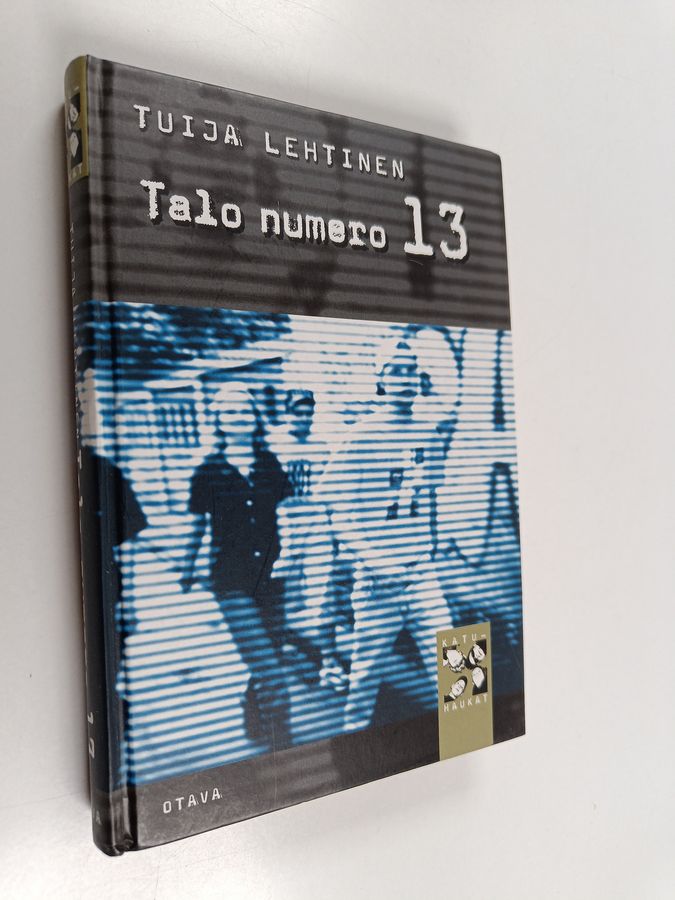 TUIJA LEHTINEN
Talo numero 13
KATU-
HAUKAT
OTAVA